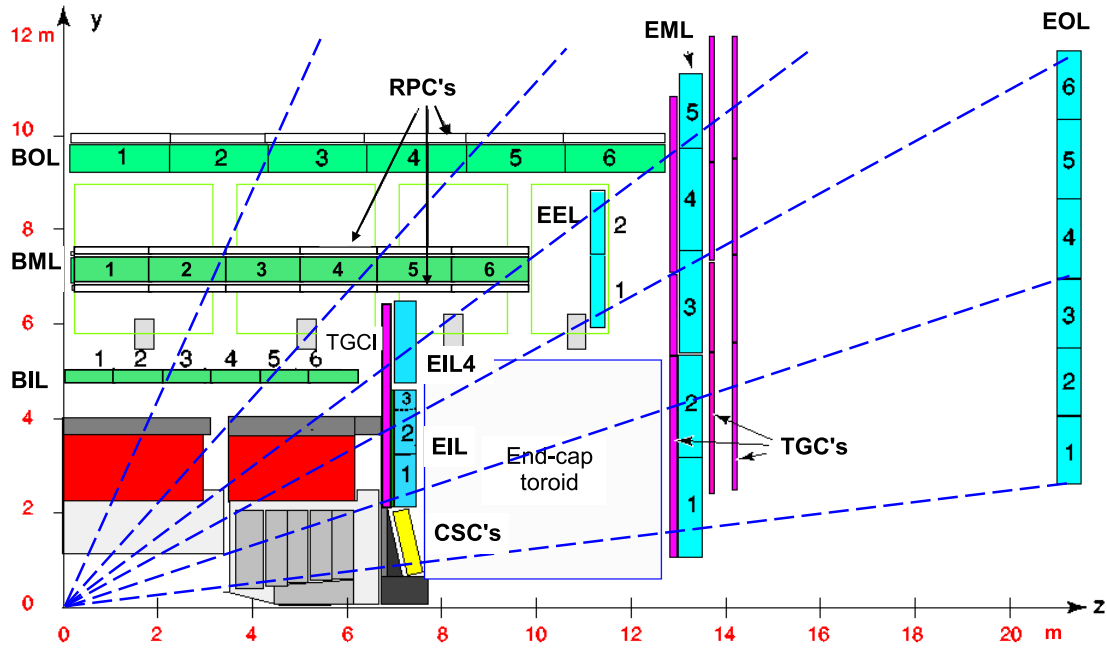 y
12 m
EML
EOL
RPC's
6
5
10
BOL
1 2 3 4 5 6
5
4
8
EEL
2
4
BML
1 2 3 4 5 6
1
3
3
6
TGCI
1 2 3 4 5 6
EIL4
BIL
2
3
4
2
EIL
2
TGC's
1
End-cap
toroid
1
1
2
CSC's
0
z
0 2 4 6 8 10 12 14 16 18 20 m